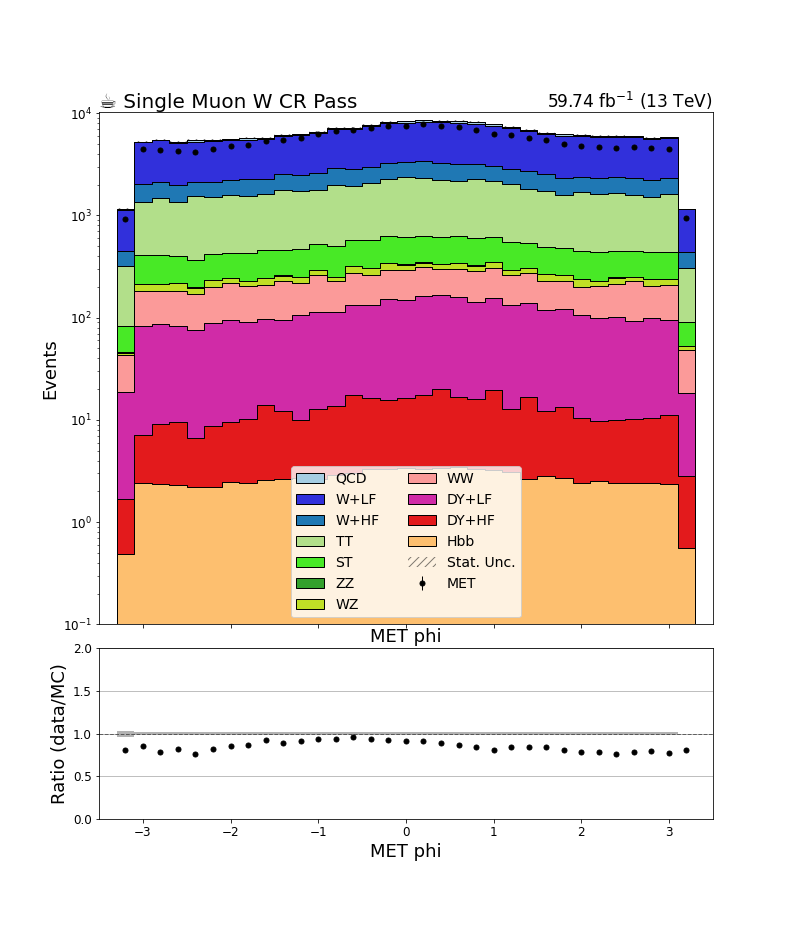 ☕ Single Muon W CR Pass
59.74 fb⁻¹ (13 TeV)
10⁴
10³
10²
10¹
10⁰
10⁻¹
Events
QCD
W+LF
W+HF
TT
ST
ZZ
WZ
WW
DY+LF
DY+HF
Hbb
Stat. Unc.
MET
MET phi
2.0
1.5
1.0
0.5
0.0
Ratio (data/MC)
−3 −2 −1 0 1 2 3
MET phi